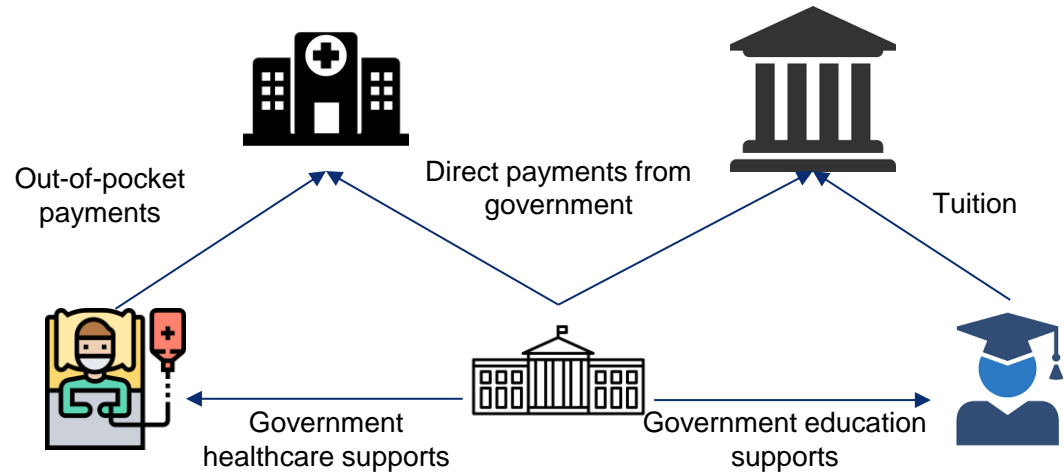 Out-of-pocket
payments
Direct payments from
government
Tuition
Government
healthcare supports
Government education
supports